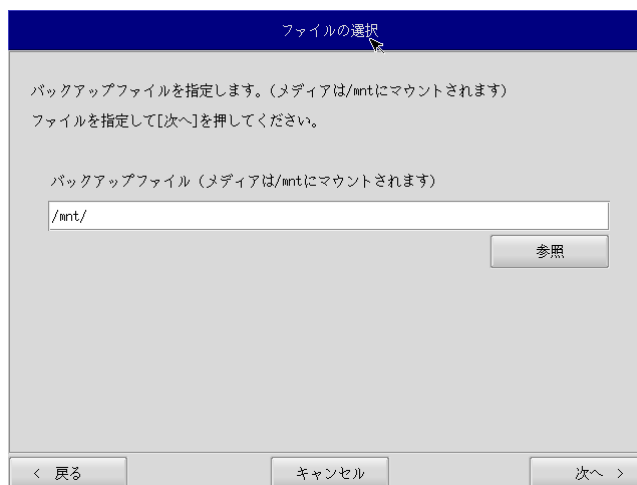 ファイルの選択
バックアップファイルを指定します。(メディアは/mntにマウントされます)
ファイルを指定して[次へ]を押してください。
バックアップファイル (メディアは/mntにマウントされます)
/mnt/
参照
< 戻る
キャンセル
次へ >